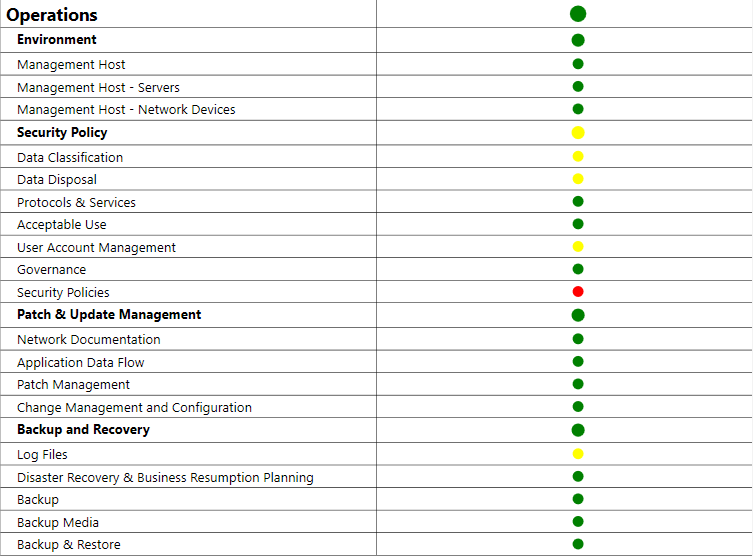 Operations
Environment
Management Host
Management Host - Servers
Management Host - Network Devices
Security Policy
Data Classification
Data Disposal
Protocols & Services
Acceptable Use
User Account Management
Governance
Security Policies
Patch & Update Management
Network Documentation
Application Data Flow
Patch Management
Change Management and Configuration
Backup and Recovery
Log Files
Disaster Recovery & Business Resumption Planning
Backup
Backup Media
Backup & Restore